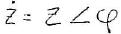 ż = z ∠ φ